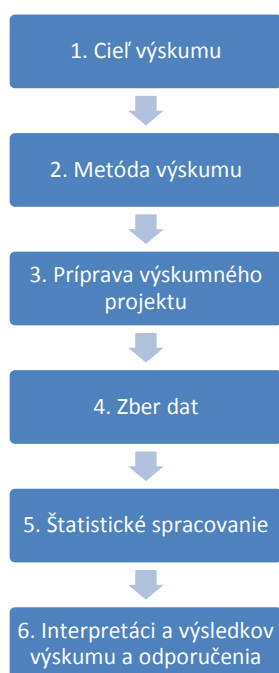 1. Cieľ výskumu
2. Metóda výskumu
3. Príprava výskumného
projektu
4. Zber dat
5. Štatistické spracovanie
6. Interpretáci a výsledkov
výskumu a odporučenia